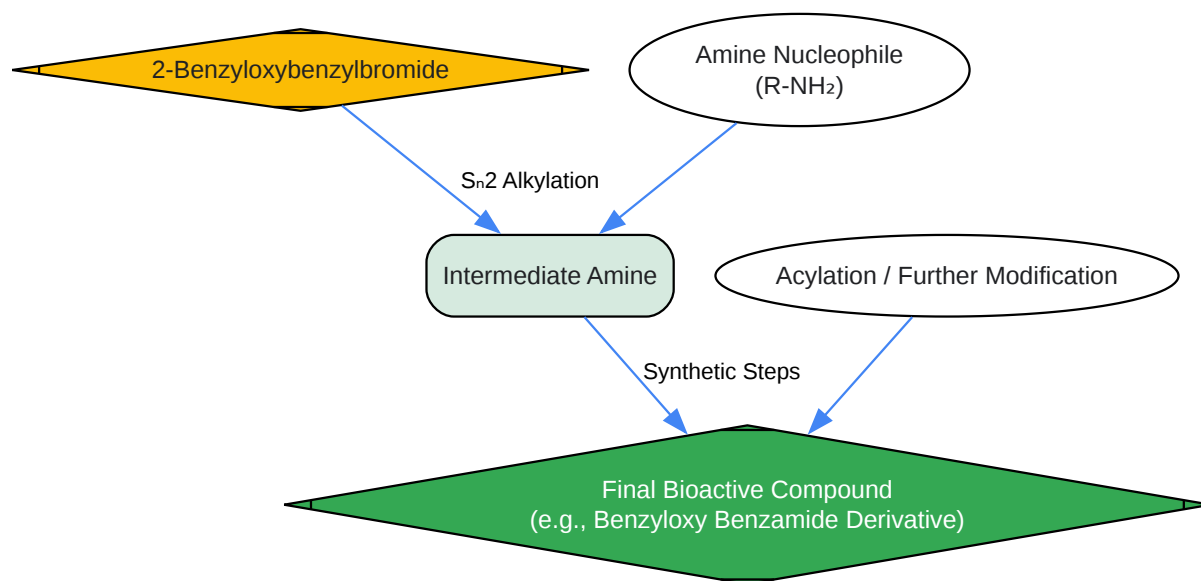 2-Benzyloxybenzylbromide
Amine Nucleophile
(R-NH₂)
Sₙ2 Alkylation
Intermediate Amine
Acylation / Further Modification
Synthetic Steps
Final Bioactive Compound
(e.g., Benzyloxy Benzamide Derivative)